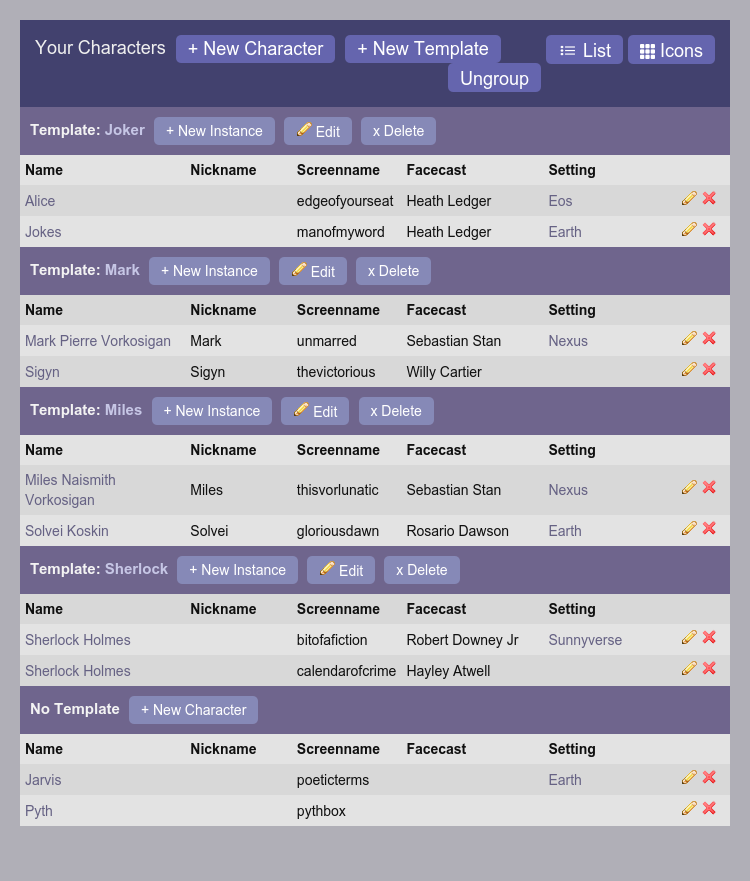 Your Characters + New Character + New Template List Icons
Ungroup
Template: Joker + New Instance Edit x Delete
Name Nickname Screenname Facecast Setting
Alice edgeofyourseat Heath Ledger Eos
Jokes manofmyword Heath Ledger Earth
Template: Mark + New Instance Edit x Delete
Name Nickname Screenname Facecast Setting
Mark Pierre Vorkosigan Mark unmarred Sebastian Stan Nexus
Sigyn Sigyn thevictorious Willy Cartier
Template: Miles + New Instance Edit x Delete
Name Nickname Screenname Facecast Setting
Miles Naismith
Vorkosigan Miles thisvorlunatic Sebastian Stan Nexus
Solvei Koskin Solvei gloriousdawn Rosario Dawson Earth
Template: Sherlock + New Instance Edit x Delete
Name Nickname Screenname Facecast Setting
Sherlock Holmes bitofafiction Robert Downey Jr Sunnyverse
Sherlock Holmes calendarofcrime Hayley Atwell
No Template + New Character
Name Nickname Screenname Facecast Setting
Jarvis poeticterms Earth
Pyth pythbox